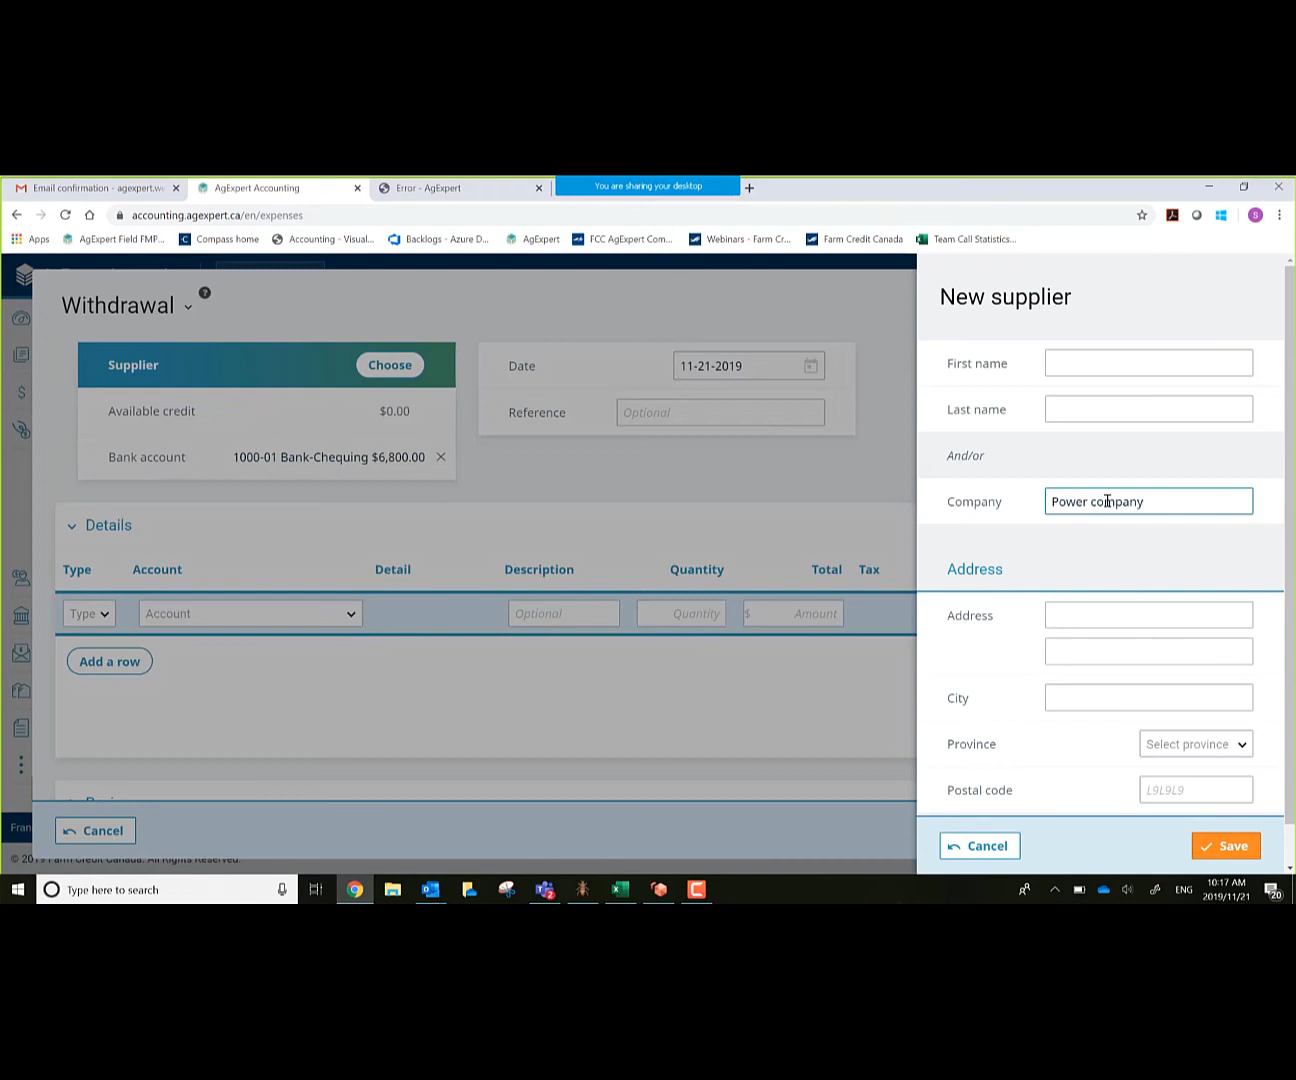 Email confirmation - agexpert.w
AgExpert Accounting
Error - AgExpert
You are sharing your desktop
accounting.agexpert.ca/en/expenses
Apps
AgExpert Field FMP...
Compass home
Accounting - Visual...
Backlogs - Azure D...
AgExpert
FCC AgExpert Com...
Webinars - Farm Cr...
Farm Credit Canada
Team Call Statistics...
Withdrawal
Supplier
Choose
Available credit
$0.00
Bank account
1000-01 Bank-Chequing $6,800.00
Date
11-21-2019
Reference
Optional
Details
Type
Account
Detail
Description
Quantity
Total
Tax
Type
Account
Optional
Quantity
$
Amount
Add a row
Cancel
Fran
© 2019 Farm Credit Canada. All Rights Reserved.
New supplier
First name
Last name
And/or
Company
Power company
Address
Address
City
Province
Select province
Postal code
L9L9L9
Cancel
Save
Type here to search
2
ENG
10:17 AM
2019/11/21
20